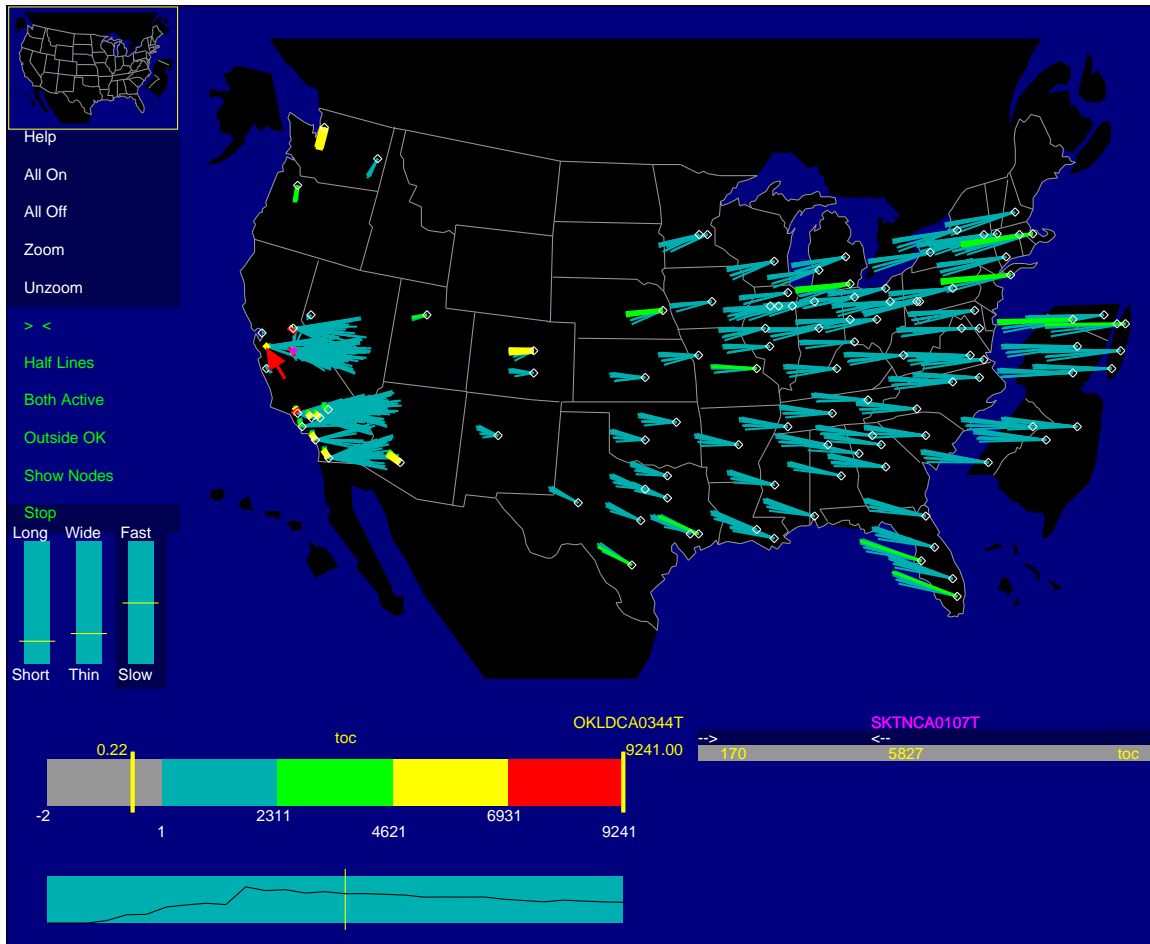 Help
All On
All Off
Zoom
Unzoom
> <
Half Lines
Both Active
Outside OK
Show Nodes
Stop
Long Wide Fast
Short Thin Slow
OKLDCA0344T SKTNCA0107T
toc --> <--
0.22 9241.00 170 5827 toc
-2 2311 6931
1 4621 9241